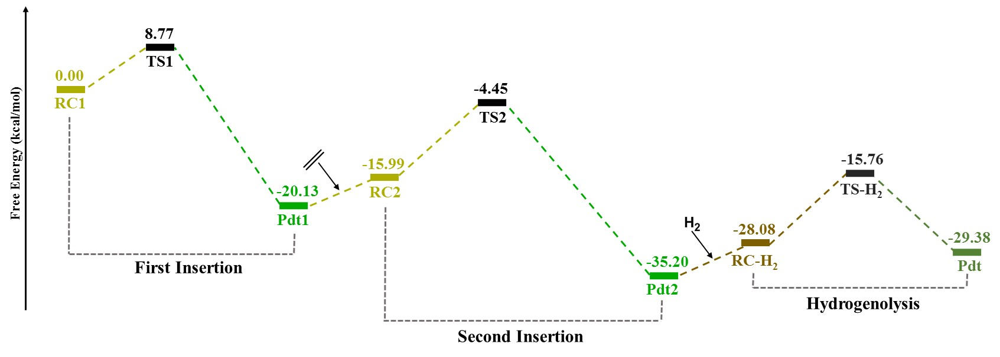 Free Energy (kcal/mol)
0.00
RC1
8.77
TS1
-20.13
Pdt1
First Insertion
-15.99
RC2
-4.45
TS2
-35.20
Pdt2
Second Insertion
H₂
-28.08
RC-H₂
-15.76
TS-H₂
-29.38
Pdt
Hydrogenolysis